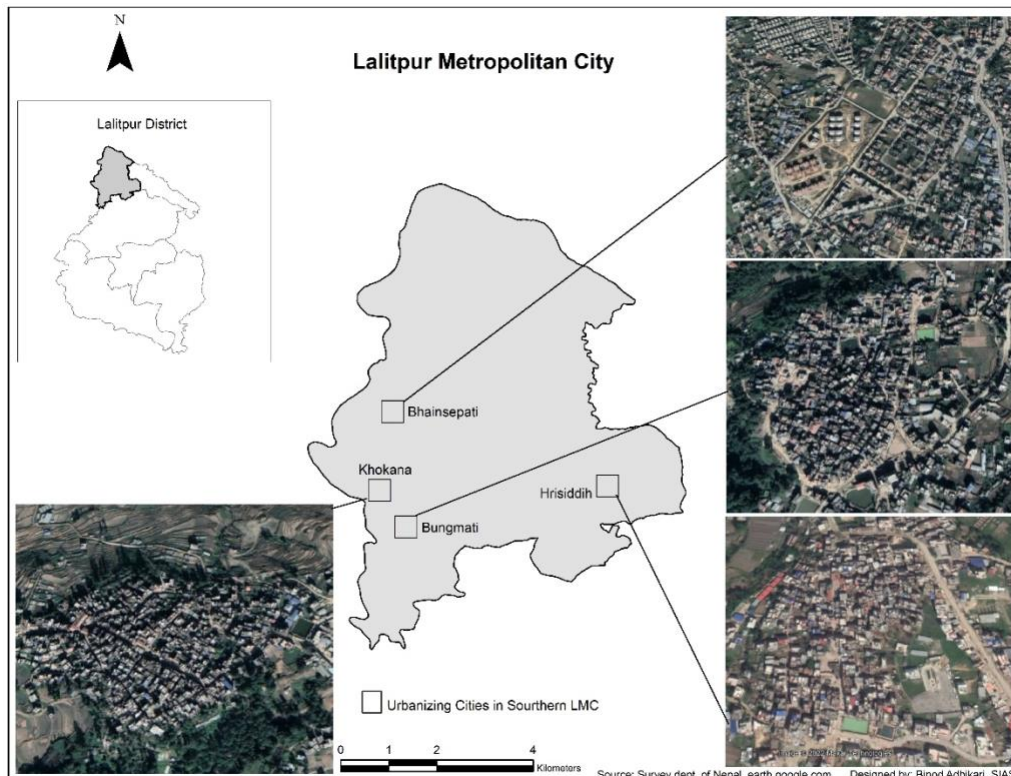 N
Lalitpur Metropolitan City
Lalitpur District
Bhainsepati
Khokana
Hrisiddih
Bungmati
Urbanizing Cities in Sourthern LMC
0 1 2 4
Kilometers
Source: Survey dept. of Nepal, earth.google.com Designed by: Binod Adhikari, SIAS